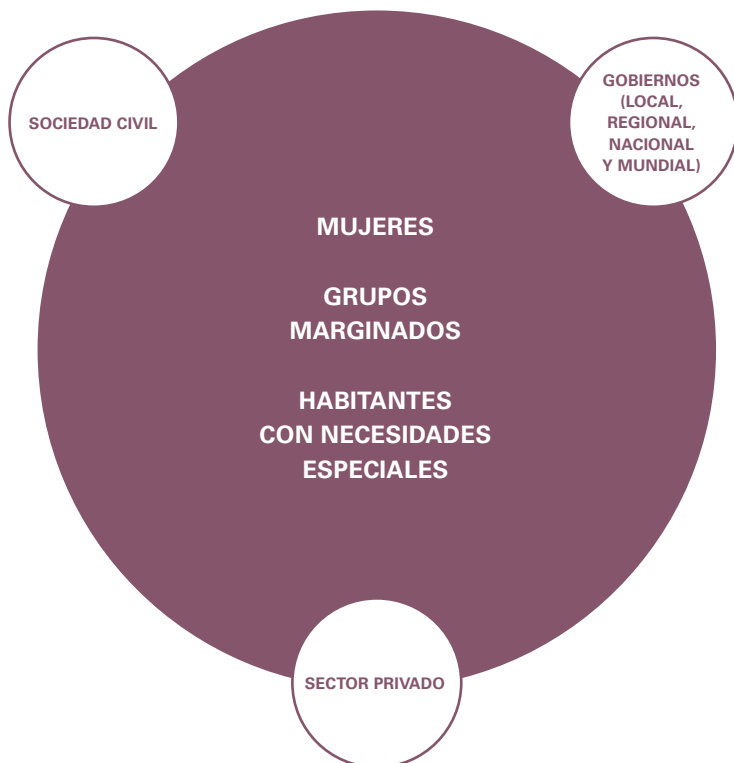 SOCIEDAD CIVIL
GOBIERNOS
(LOCAL,
REGIONAL,
NACIONAL
Y MUNDIAL)
MUJERES
GRUPOS
MARGINADOS
HABITANTES
CON NECESIDADES
ESPECIALES
SECTOR PRIVADO